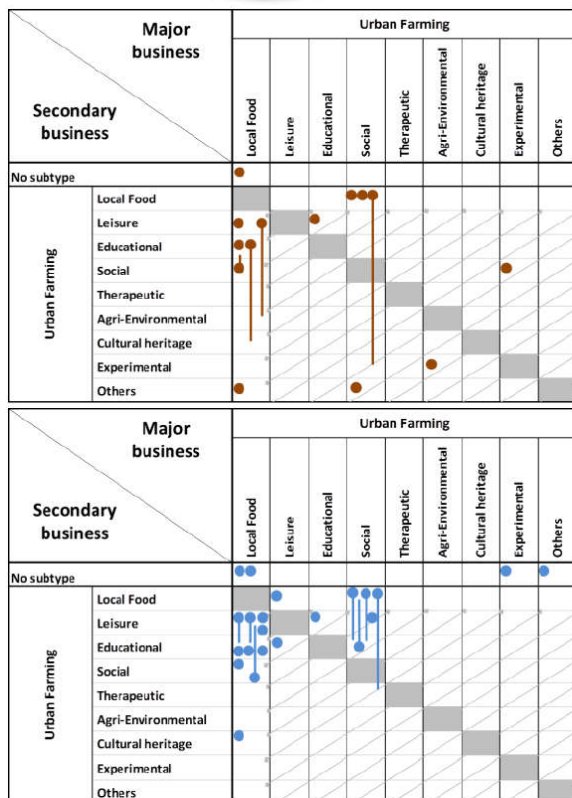 Major business
Urban Farming
Secondary business
Local Food
Leisure
Educational
Social
Therapeutic
Agri-Environmental
Cultural heritage
Experimental
Others
No subtype
Urban Farming
Local Food
Leisure
Educational
Social
Therapeutic
Agri-Environmental
Cultural heritage
Experimental
Others
Major business
Urban Farming
Secondary business
Local Food
Leisure
Educational
Social
Therapeutic
Agri-Environmental
Cultural heritage
Experimental
Others
No subtype
Urban Farming
Local Food
Leisure
Educational
Social
Therapeutic
Agri-Environmental
Cultural heritage
Experimental
Others